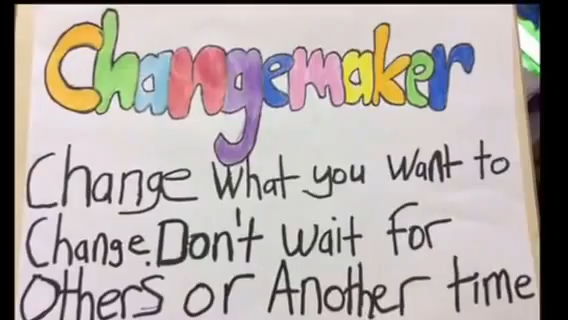 Changemaker
Change What you Want to
Change. Don't wait for
Others or Another time